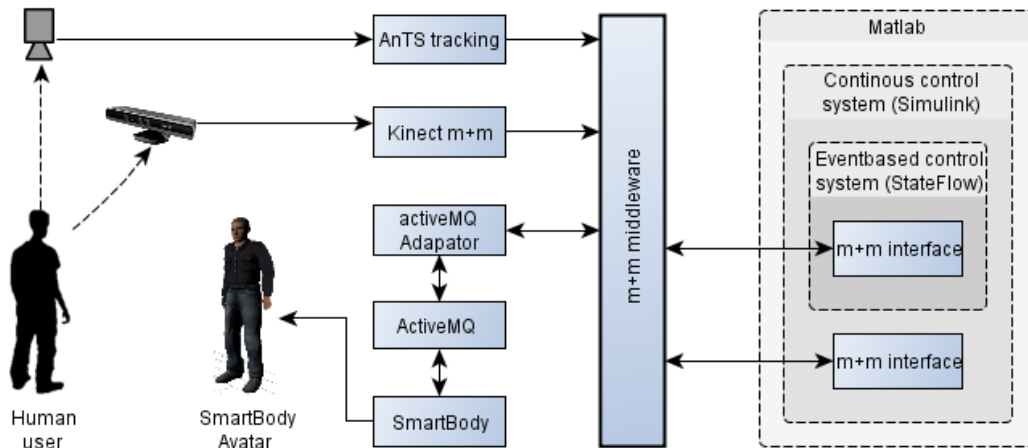 AnTS tracking
Kinect m+m
activeMQ
Adapator
ActiveMQ
SmartBody
Human
user
SmartBody
Avatar
m+m middleware
Matlab
Continous control
system (Simulink)
Eventbased control
system (StateFlow)
m+m interface
m+m interface